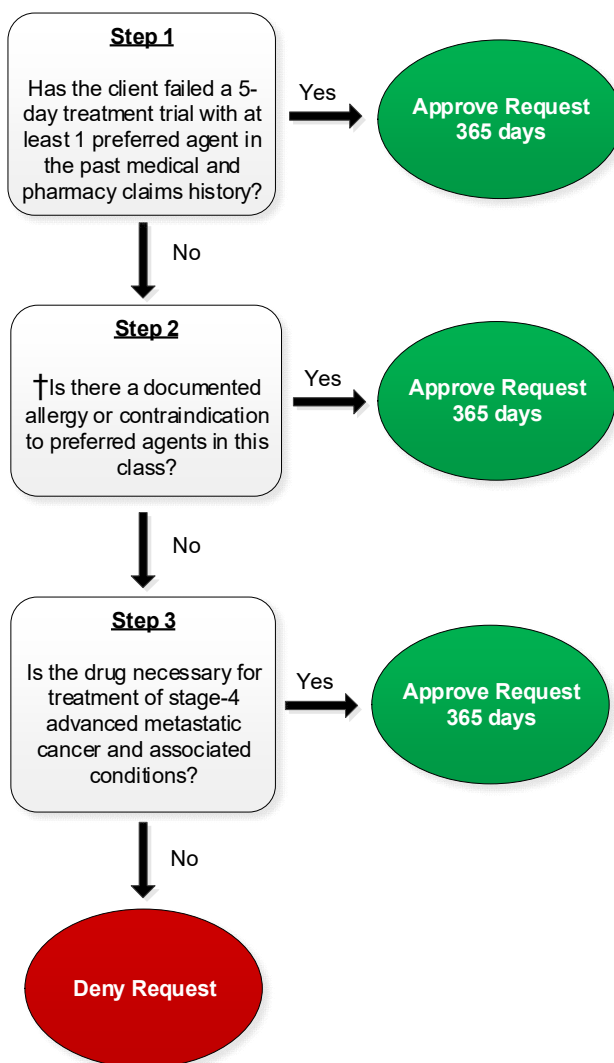 Step 1
Has the client failed a 5-
day treatment trial with at
least 1 preferred agent in
the past medical and
pharmacy claims history?
Yes
Approve Request
365 days
No
Step 2
†Is there a documented
allergy or contraindication
to preferred agents in this
class?
Yes
Approve Request
365 days
No
Step 3
Is the drug necessary for
treatment of stage-4
advanced metastatic
cancer and associated
conditions?
Yes
Approve Request
365 days
No
Deny Request